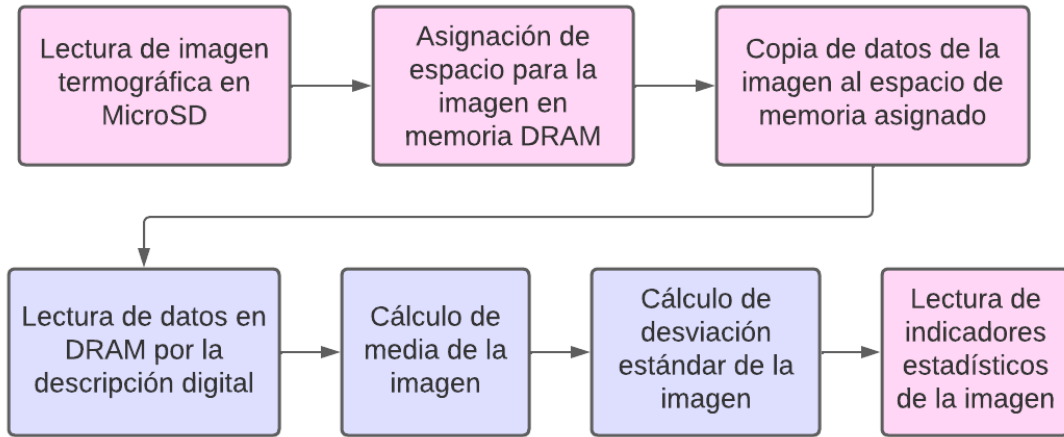 Lectura de imagen
termográfica en
MicroSD
Asignación de
espacio para la
imagen en
memoria DRAM
Copia de datos de la
imagen al espacio de
memoria asignado
Lectura de datos en
DRAM por la
descripción digital
Cálculo de
media de la
imagen
Cálculo de
desviación
estándar de la
imagen
Lectura de
indicadores
estadísticos
de la imagen